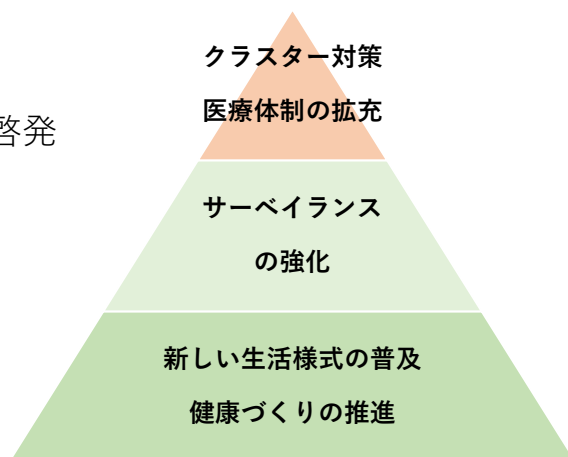 クラスター対策
医療体制の拡充
啓発
サーベイランス
の強化
新しい生活様式の普及
健康づくりの推進